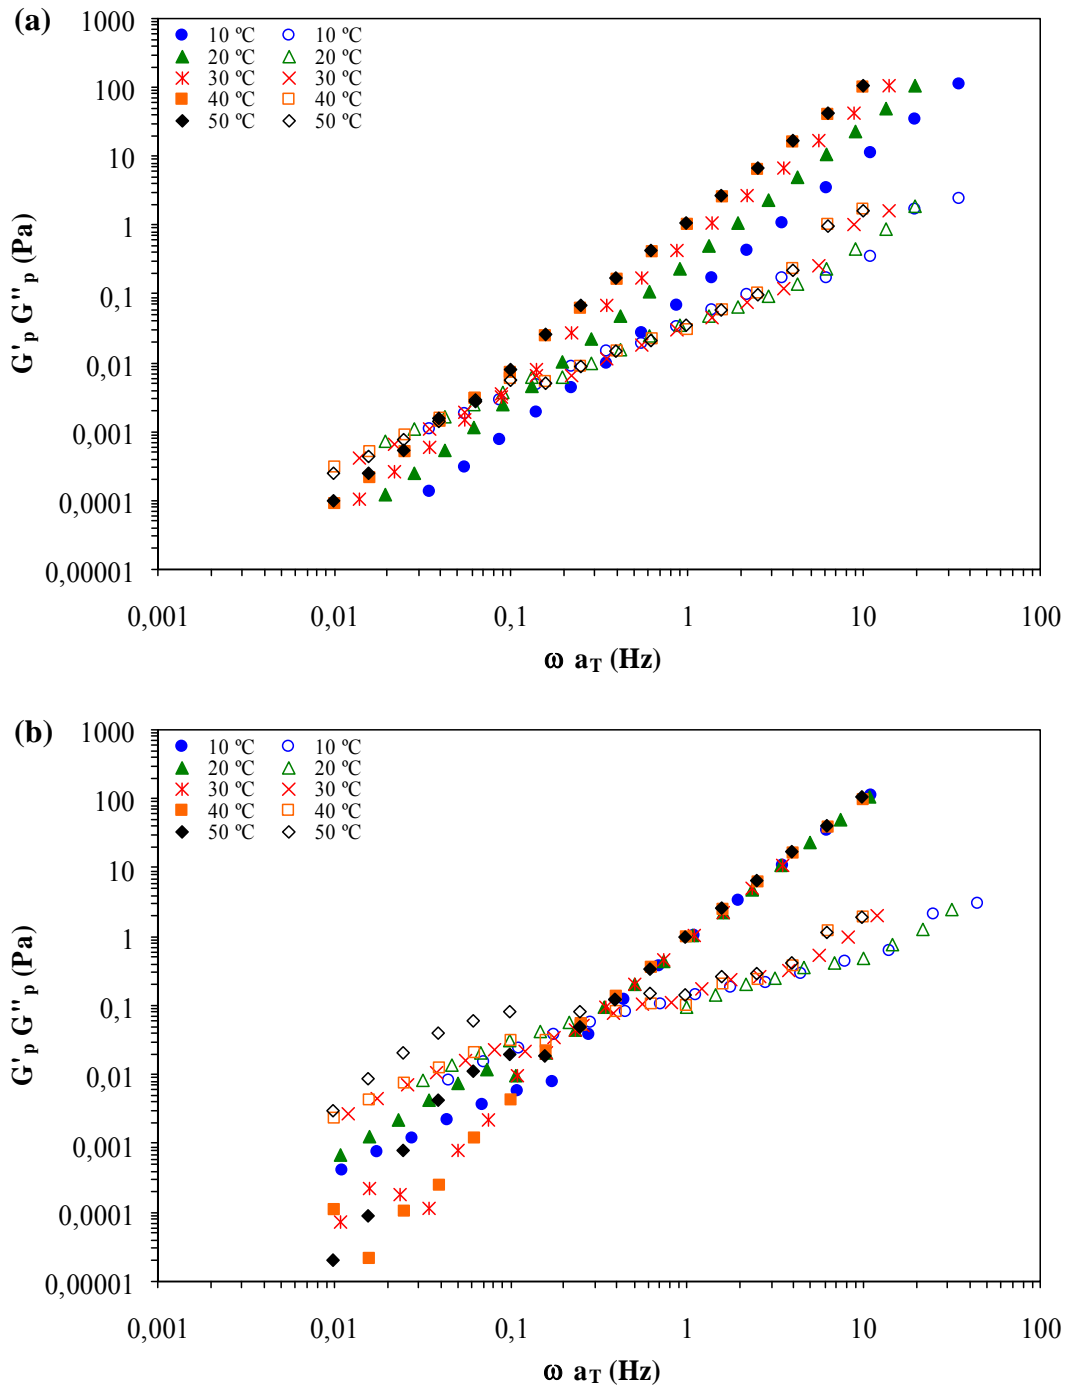 (a)
1000
100
10
1
0,1
0,01
0,001
0,0001
0,00001
G'p G''p (Pa)
10 ºC 10 ºC
20 ºC 20 ºC
30 ºC 30 ºC
40 ºC 40 ºC
50 ºC 50 ºC
0,001 0,01 0,1 1 10 100
ω aT (Hz)
(b)
1000
100
10
1
0,1
0,01
0,001
0,0001
0,00001
G'p G''p (Pa)
10 ºC 10 ºC
20 ºC 20 ºC
30 ºC 30 ºC
40 ºC 40 ºC
50 ºC 50 ºC
0,001 0,01 0,1 1 10 100
ω aT (Hz)